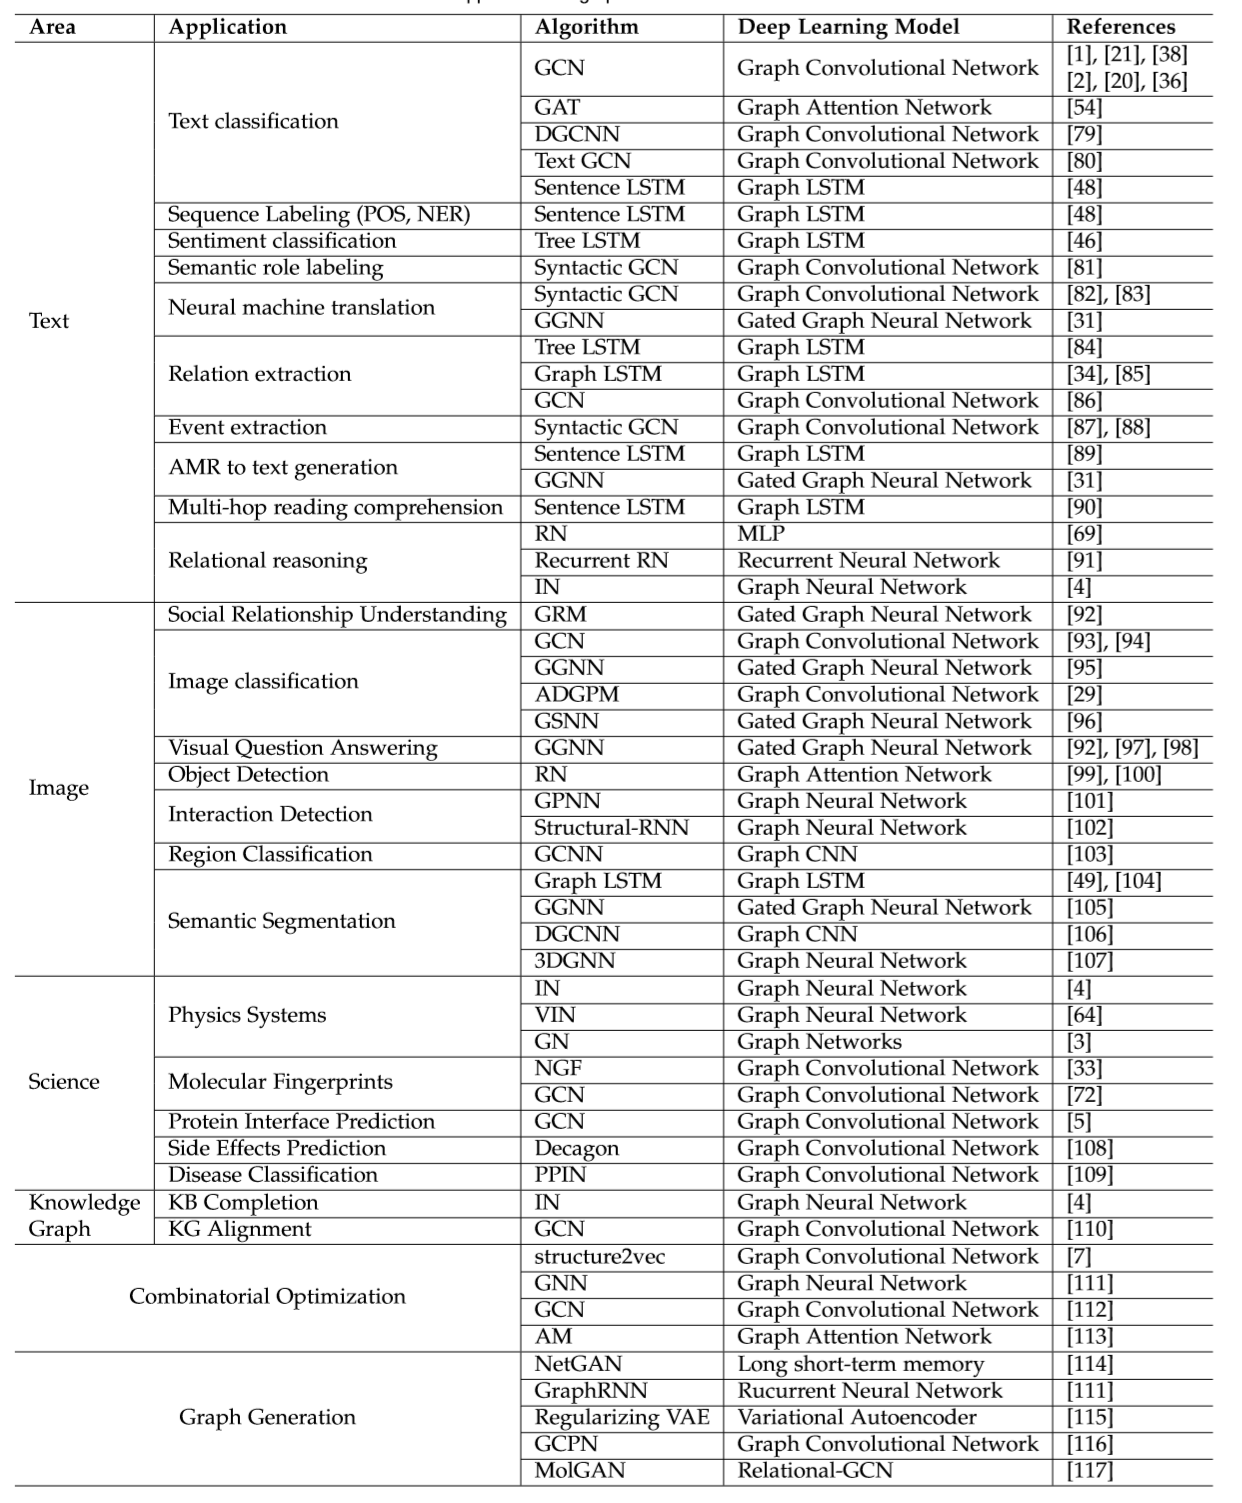 Area Application Algorithm Deep Learning Model References
Text Text classification GCN Graph Convolutional Network [1], [21], [38]
[2], [20], [36]
GAT Graph Attention Network [54]
DGCNN Graph Convolutional Network [79]
Text GCN Graph Convolutional Network [80]
Sentence LSTM Graph LSTM [48]
Sequence Labeling (POS, NER) Sentence LSTM Graph LSTM [48]
Sentiment classification Tree LSTM Graph LSTM [46]
Semantic role labeling Syntactic GCN Graph Convolutional Network [81]
Neural machine translation Syntactic GCN Graph Convolutional Network [82], [83]
GGNN Gated Graph Neural Network [31]
Relation extraction Tree LSTM Graph LSTM [84]
Graph LSTM Graph LSTM [34], [85]
GCN Graph Convolutional Network [86]
Event extraction Syntactic GCN Graph Convolutional Network [87], [88]
AMR to text generation Sentence LSTM Graph LSTM [89]
GGNN Gated Graph Neural Network [31]
Multi-hop reading comprehension Sentence LSTM Graph LSTM [90]
Relational reasoning RN MLP [69]
Recurrent RN Recurrent Neural Network [91]
IN Graph Neural Network [4]
Image Social Relationship Understanding GRM Gated Graph Neural Network [92]
Image classification GCN Graph Convolutional Network [93], [94]
GGNN Gated Graph Neural Network [95]
ADGPM Graph Convolutional Network [29]
GSNN Gated Graph Neural Network [96]
Visual Question Answering GGNN Gated Graph Neural Network [92], [97], [98]
Object Detection RN Graph Attention Network [99], [100]
Interaction Detection GPNN Graph Neural Network [101]
Structural-RNN Graph Neural Network [102]
Region Classification GCNN Graph CNN [103]
Semantic Segmentation Graph LSTM Graph LSTM [49], [104]
GGNN Gated Graph Neural Network [105]
DGCNN Graph CNN [106]
3DGNN Graph Neural Network [107]
Science Physics Systems IN Graph Neural Network [4]
VIN Graph Neural Network [64]
GN Graph Networks [3]
Molecular Fingerprints NGF Graph Convolutional Network [33]
GCN Graph Convolutional Network [72]
Protein Interface Prediction GCN Graph Convolutional Network [5]
Side Effects Prediction Decagon Graph Convolutional Network [108]
Disease Classification PPIN Graph Convolutional Network [109]
Knowledge KB Completion IN Graph Neural Network [4]
Graph KG Alignment GCN Graph Convolutional Network [110]
Combinatorial Optimization structure2vec Graph Convolutional Network [7]
GNN Graph Neural Network [111]
GCN Graph Convolutional Network [112]
AM Graph Attention Network [113]
Graph Generation NetGAN Long short-term memory [114]
GraphRNN Rucurrent Neural Network [111]
Regularizing VAE Variational Autoencoder [115]
GCPN Graph Convolutional Network [116]
MolGAN Relational-GCN [117]